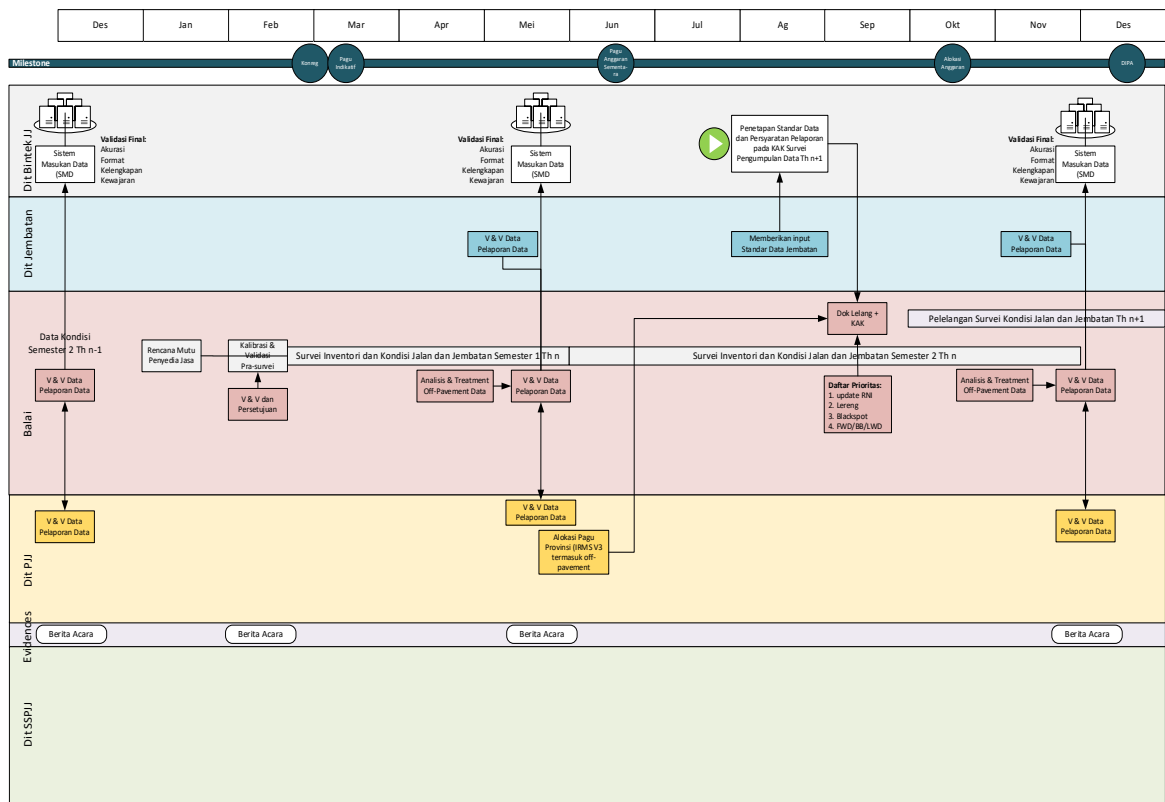 Des
Jan
Feb
Mar
Apr
Mei
Jun
Jul
Ag
Sep
Okt
Nov
Des
Milestone
Konreg
Pagu
Indikatif
Pagu
Anggaran
Sementa-
ra
Alokasi
Anggaran
DIPA
Dit Bintek JJ
Sistem
Masukan Data
(SMD
Validasi Final:
Akurasi
Format
Kelengkapan
Kewajaran
Validasi Final:
Akurasi
Format
Kelengkapan
Kewajaran
Sistem
Masukan Data
(SMD
Penetapan Standar Data
dan Persyaratan Pelaporan
pada KAK Survei
Pengumpulan Data Th n+1
Validasi Final:
Akurasi
Format
Kelengkapan
Kewajaran
Sistem
Masukan Data
(SMD
Dit Jembatan
V & V Data
Pelaporan Data
Memberikan input
Standar Data Jembatan
V & V Data
Pelaporan Data
Balai
Data Kondisi
Semester 2 Th n-1
V & V Data
Pelaporan Data
Rencana Mutu
Penyedia Jasa
Kalibrasi &
Validasi
Pra-survei
V & V dan
Persetujuan
Survei Inventori dan Kondisi Jalan dan Jembatan Semester 1 Th n
Analisis & Treatment
Off-Pavement Data
V & V Data
Pelaporan Data
Survei Inventori dan Kondisi Jalan dan Jembatan Semester 2 Th n
Dok Lelang +
KAK
Pelelangan Survei Kondisi Jalan dan Jembatan Th n+1
Daftar Prioritas:
1. update RNI
2. Lereng
3. Blackspot
4. FWD/BB/LWD
Analisis & Treatment
Off-Pavement Data
V & V Data
Pelaporan Data
Dit PJJ
V & V Data
Pelaporan Data
V & V Data
Pelaporan Data
Alokasi Pagu
Provinsi (IRMS V3
termasuk off-
pavement
V & V Data
Pelaporan Data
Evidences
Berita Acara
Berita Acara
Berita Acara
Berita Acara
Dit SSPJJ